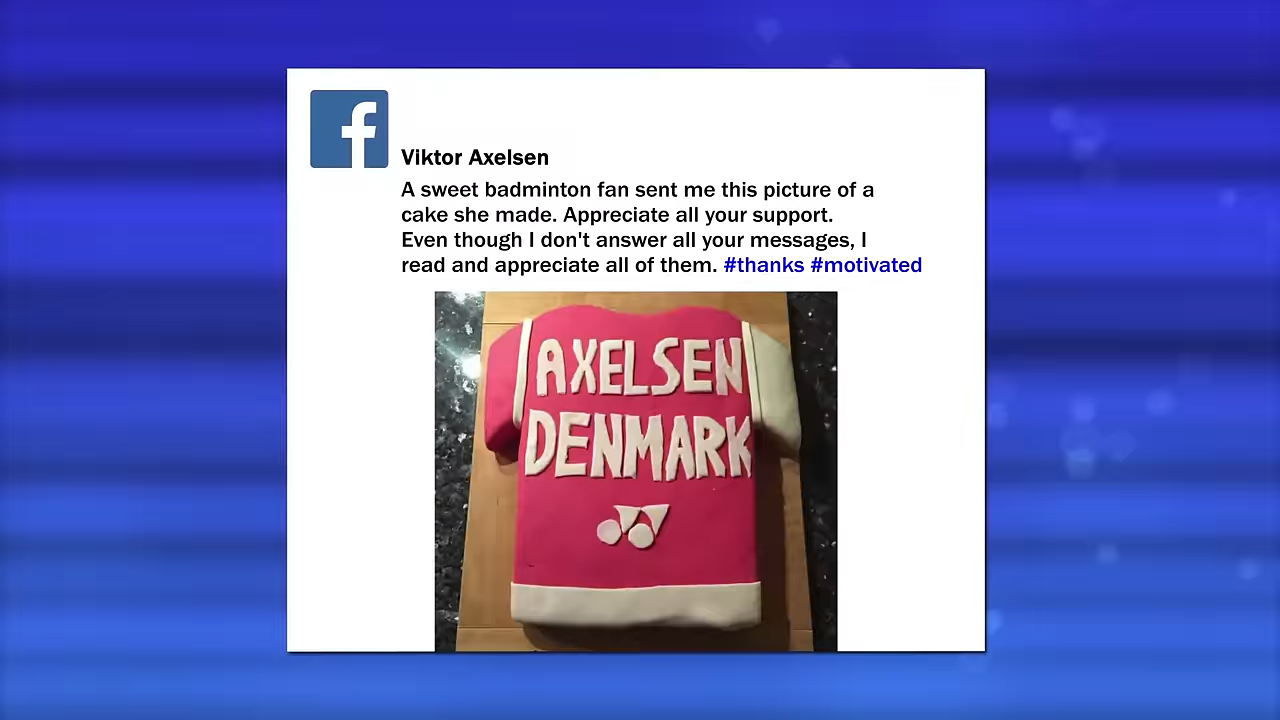 Viktor Axelsen
A sweet badminton fan sent me this picture of a
cake she made. Appreciate all your support.
Even though I don't answer all your messages, I
read and appreciate all of them. #thanks #motivated
AXELSEN
DENMARK